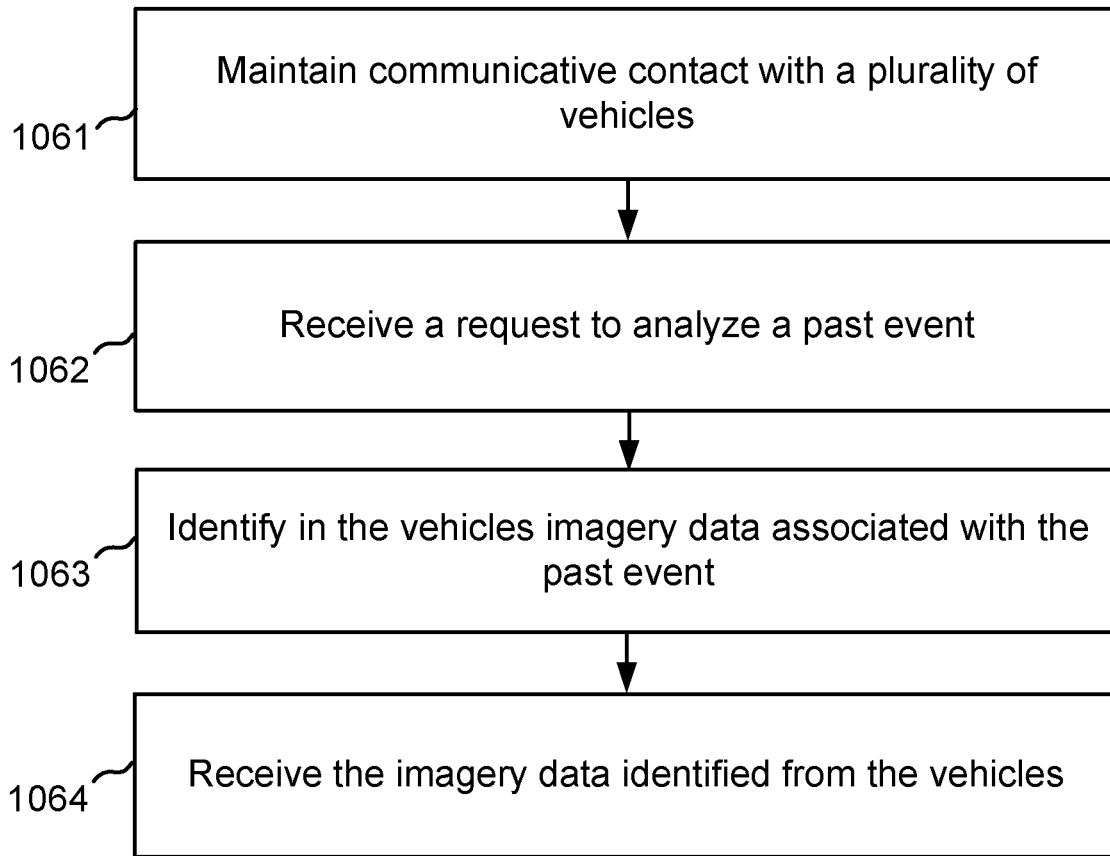 Maintain communicative contact with a plurality of
vehicles
1061
Receive a request to analyze a past event
1062
Identify in the vehicles imagery data associated with the
past event
1063
Receive the imagery data identified from the vehicles
1064